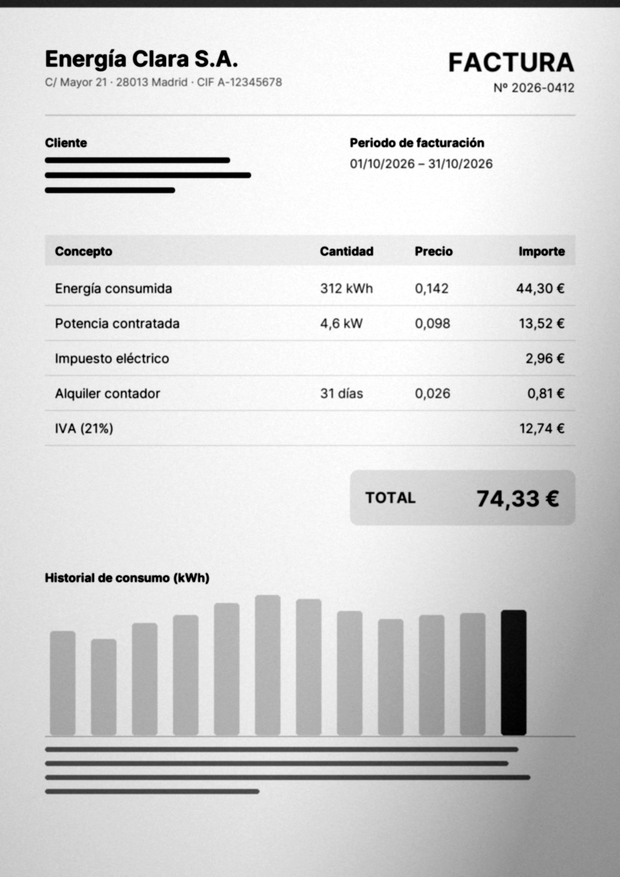 Energía Clara S.A.
FACTURA
C/ Mayor 21 · 28013 Madrid · CIF A-12345678
Nº 2026-0412
Cliente
Periodo de facturación
01/10/2026 – 31/10/2026
Concepto Cantidad Precio Importe
Energía consumida 312 kWh 0,142 44,30 €
Potencia contratada 4,6 kW 0,098 13,52 €
Impuesto eléctrico 2,96 €
Alquiler contador 31 días 0,026 0,81 €
IVA (21%) 12,74 €
TOTAL 74,33 €
Historial de consumo (kWh)